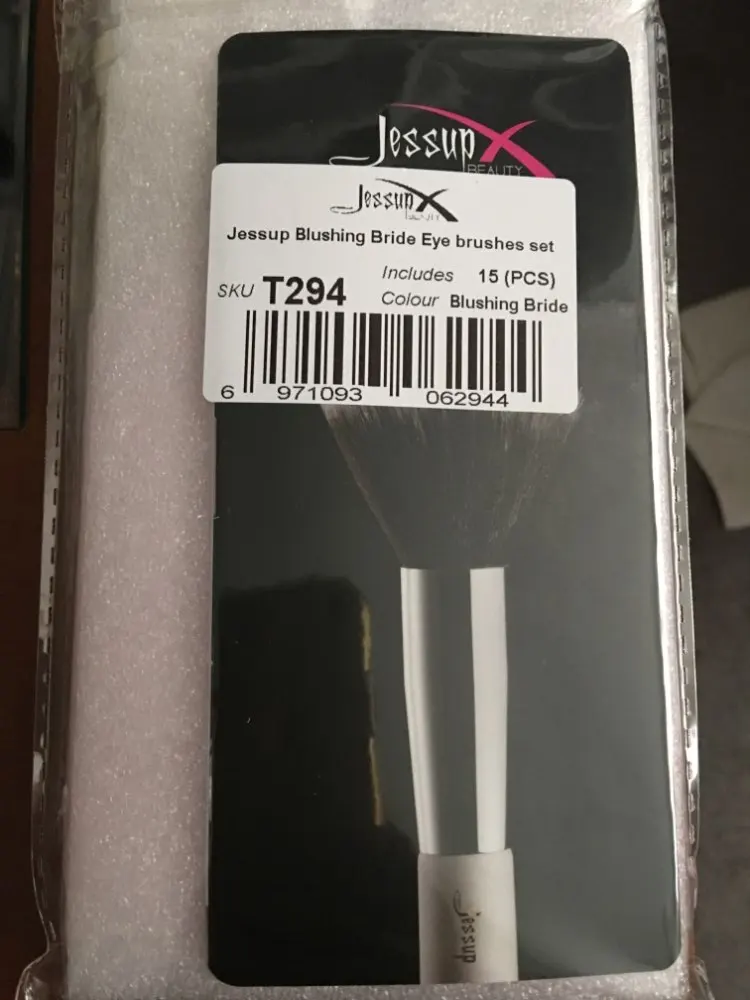 Jessup
BEAUTY
Jessup
BEAUTY
Jessup Blushing Bride Eye brushes set
Includes 15 (PCS)
SKU T294
Colour Blushing Bride
6 971093 062944
jessup